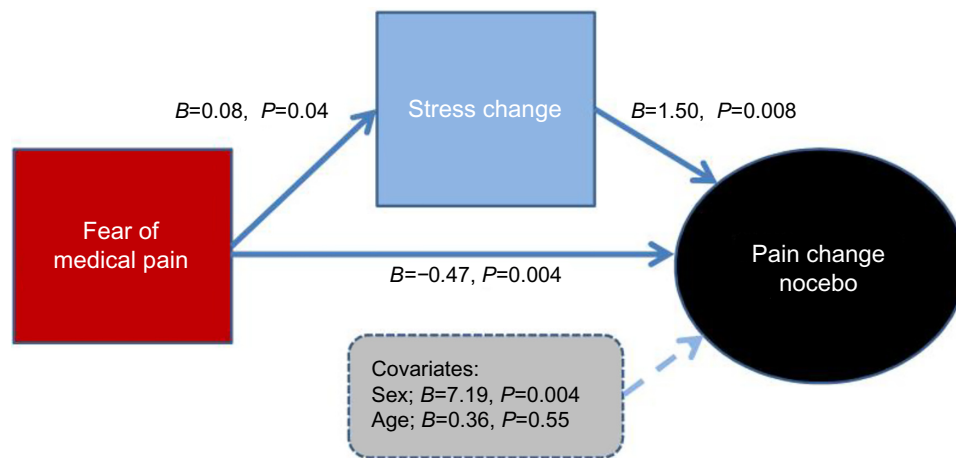 B=0.08, P=0.04
Stress change
B=1.50, P=0.008
Fear of
medical pain
B=−0.47, P=0.004
Pain change
nocebo
Covariates:
Sex; B=7.19, P=0.004
Age; B=0.36, P=0.55